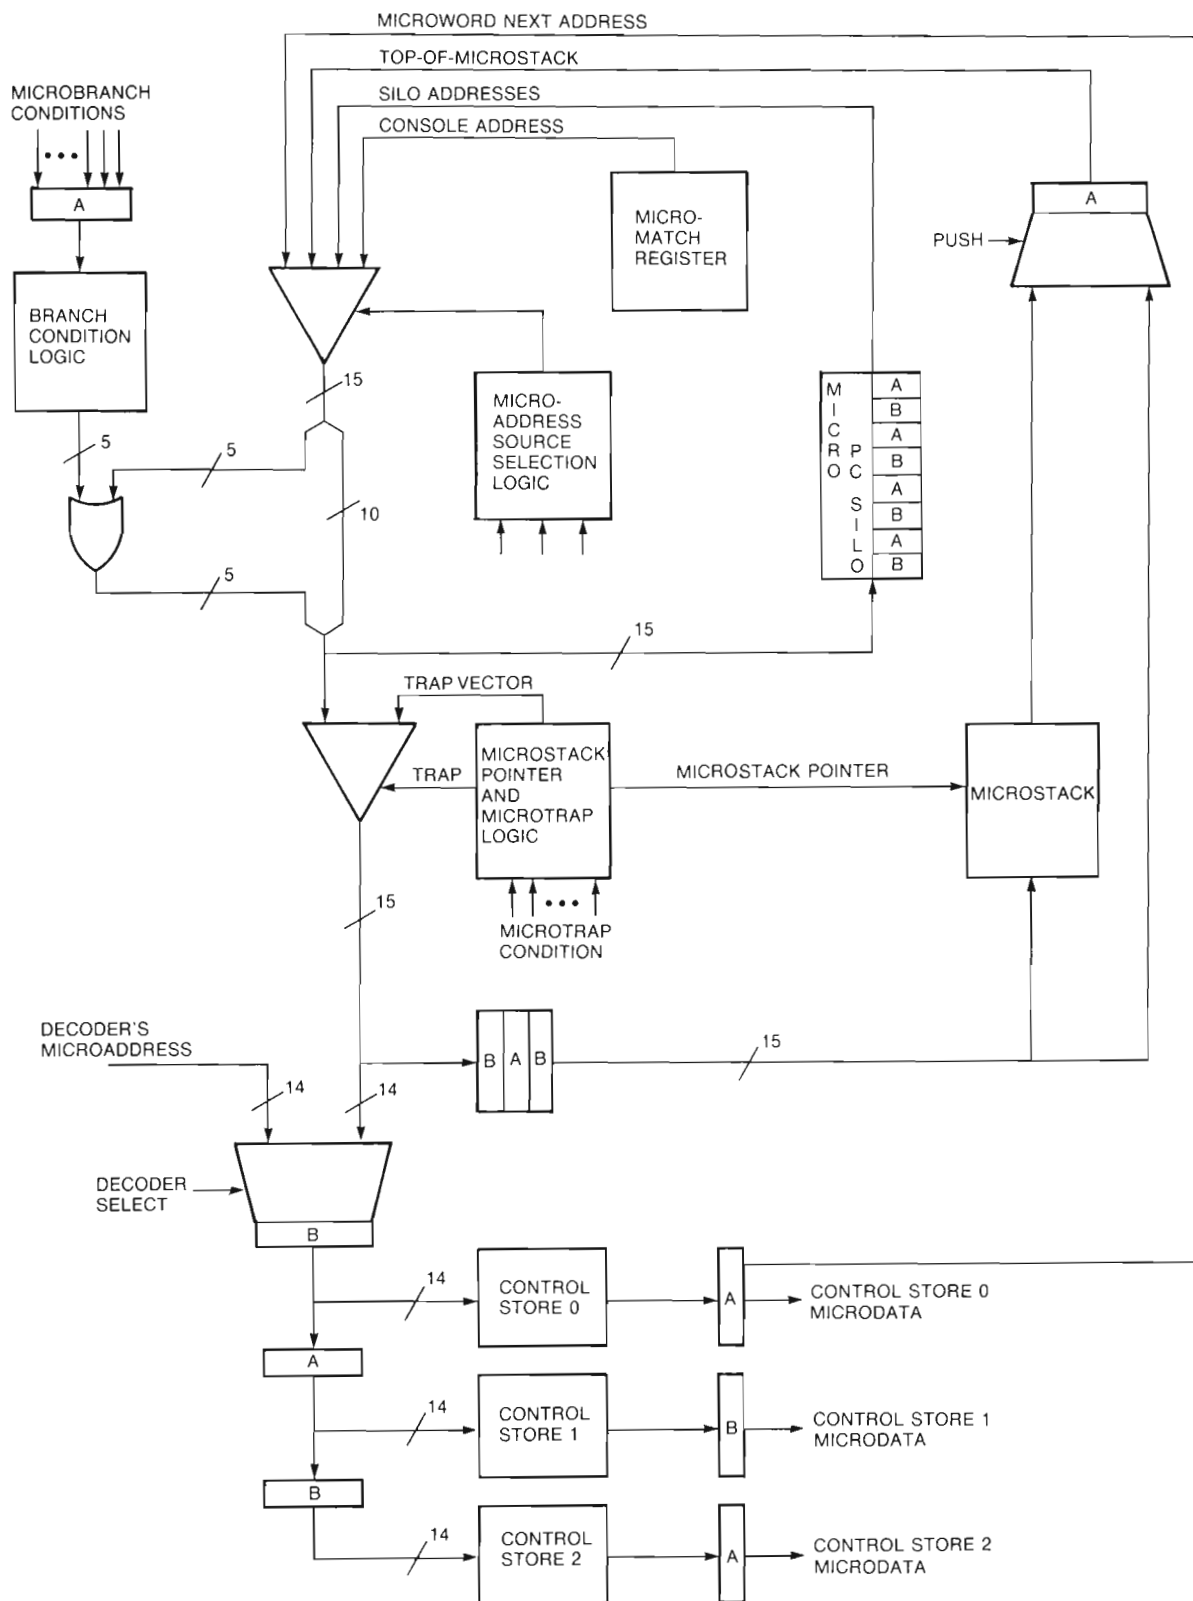 MICROWORD NEXT ADDRESS
TOP-OF-MICROSTACK
SILO ADDRESSES
CONSOLE ADDRESS
MICROBRANCH
CONDITIONS
A
BRANCH
CONDITION
LOGIC
MICRO-
MATCH
REGISTER
A
PUSH
15
MICRO-
ADDRESS
SOURCE
SELECTION
LOGIC
MICRO
PC SILO
A
B
A
B
A
B
A
B
5
5
10
5
15
TRAP VECTOR
TRAP
MICROSTACK
POINTER
AND
MICROTRAP
LOGIC
MICROSTACK POINTER
MICROSTACK
MICROTRAP
CONDITION
15
DECODER'S
MICROADDRESS
B A B
15
14
14
DECODER
SELECT
B
14
CONTROL
STORE 0
A
CONTROL STORE 0
MICRODATA
A
14
CONTROL
STORE 1
B
CONTROL STORE 1
MICRODATA
B
14
CONTROL
STORE 2
A
CONTROL STORE 2
MICRODATA